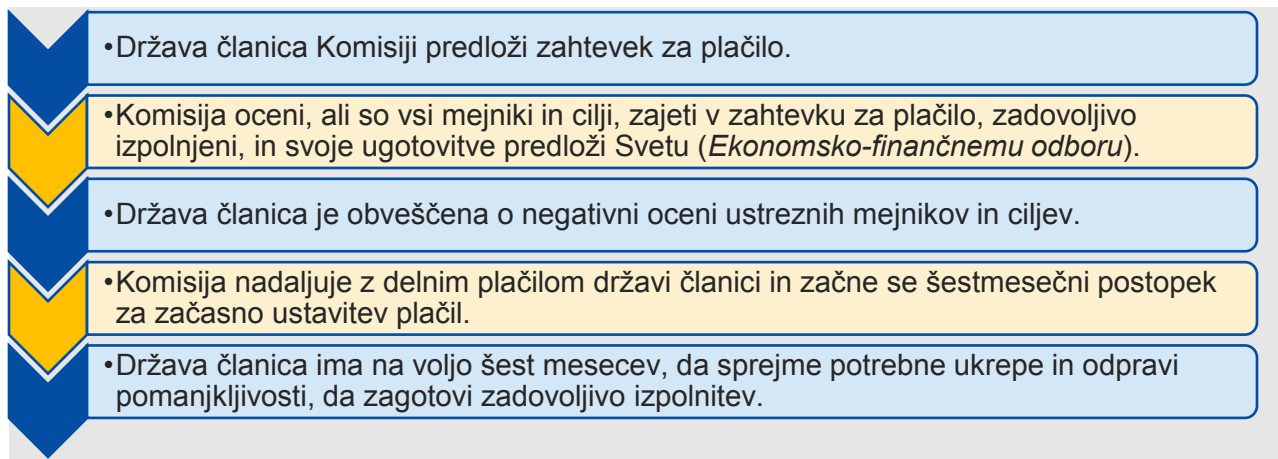 •Država članica Komisiji predloži zahtevek za plačilo.
•Komisija oceni, ali so vsi mejniki in cilji, zajeti v zahtevku za plačilo, zadovoljivo
izpolnjeni, in svoje ugotovitve predloži Svetu (Ekonomsko-finančnemu odboru).
•Država članica je obveščena o negativni oceni ustreznih mejnikov in ciljev.
•Komisija nadaljuje z delnim plačilom državi članici in začne se šestmesečni postopek
za začasno ustavitev plačil.
•Država članica ima na voljo šest mesecev, da sprejme potrebne ukrepe in odpravi
pomanjkljivosti, da zagotovi zadovoljivo izpolnitev.